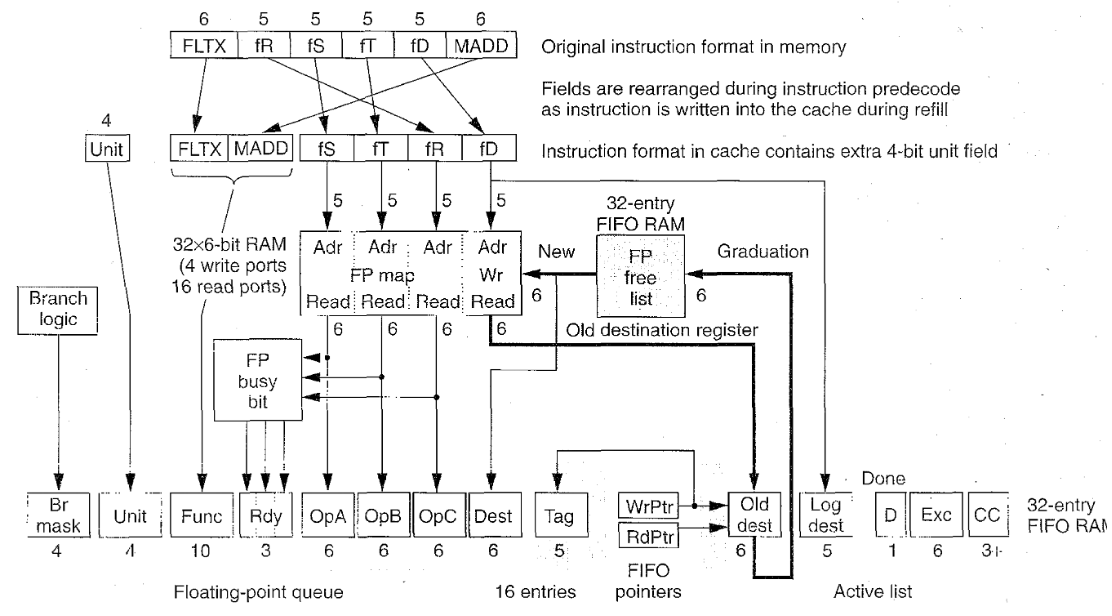 6 5 5 5 5 6
FLTX fR fS fT fD MADD
Original instruction format in memory
Fields are rearranged during instruction predecode
as instruction is written into the cache during refill
4
Unit
FLTX MADD fS fT fR fD
Instruction format in cache contains extra 4-bit unit field
5 5 5 5
32-entry
FIFO RAM
32×6-bit RAM
(4 write ports
16 read ports)
Adr Adr Adr Adr
FP map Wr
Read Read Read Read
New
6
FP
free
list
Graduation
6
6 6 6 6
Old destination register
Branch
logic
FP
busy
bit
Done
Br
mask
Unit
Func
Rdy
OpA
OpB
OpC
Dest
Tag
WrPtr
RdPtr
Old
dest
Log
dest
D
Exc
CC
32-entry
FIFO RAM
4 4 10 3 6 6 6 6 5 6 5 1 6
FIFO
pointers
Floating-point queue
16 entries
Active list